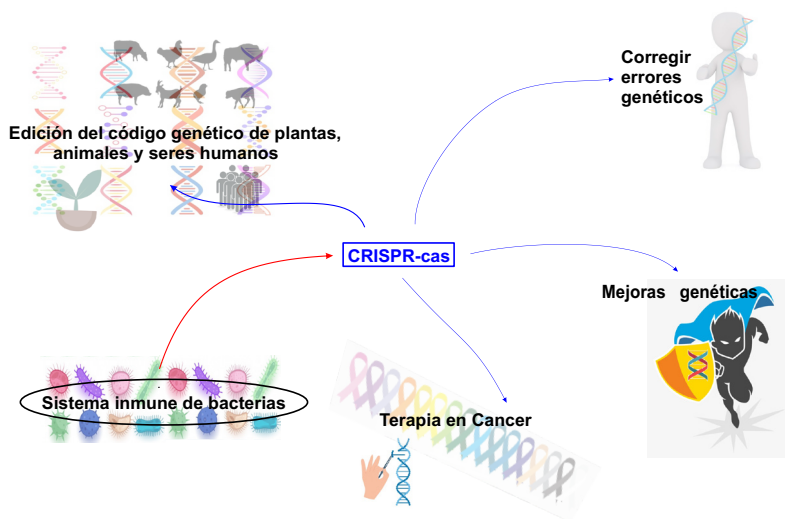 Corregir
errores
genéticos
Edición del código genético de plantas,
animales y seres humanos
CRISPR-cas
Mejoras genéticas
Sistema inmune de bacterias
Terapia en Cancer